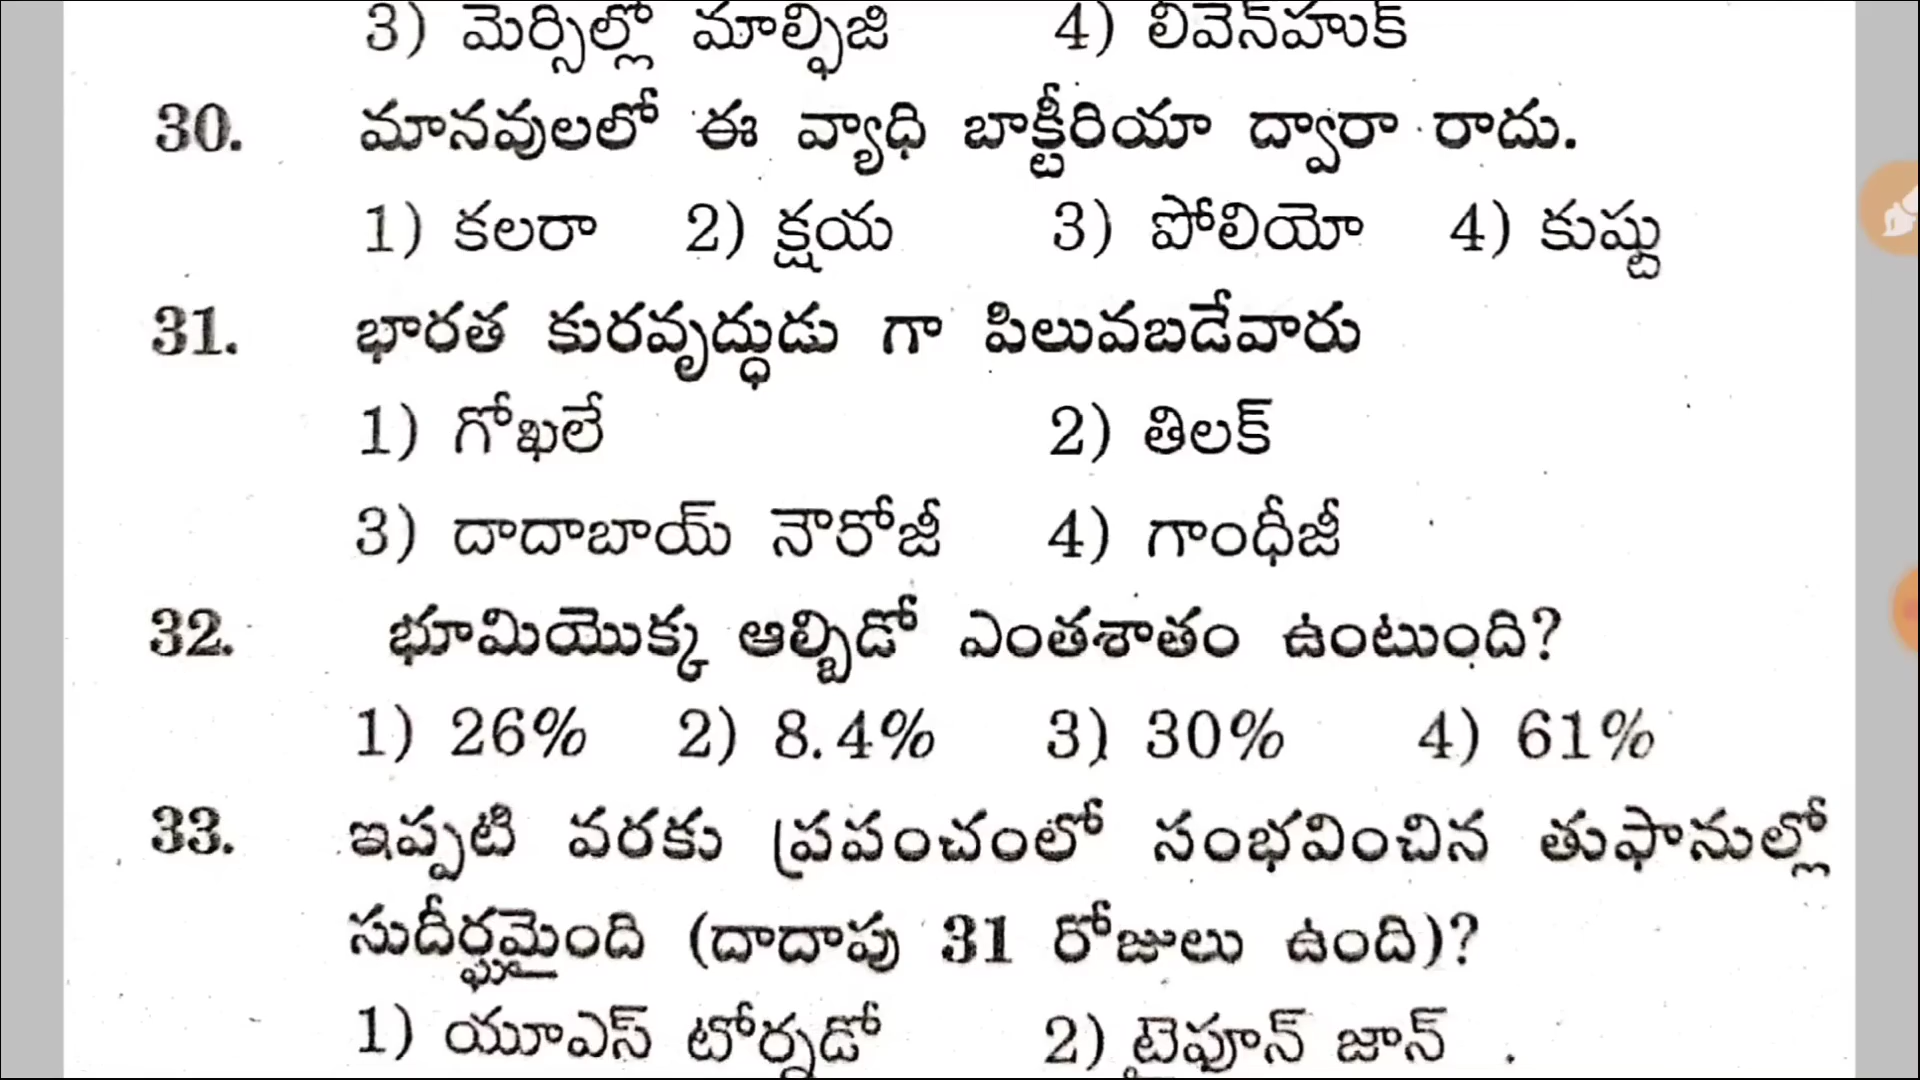 3) మెర్సిల్లో మాల్ఫిజి 4) లివెన్‌హుక్
30. మానవులలో ఈ వ్యాధి బాక్టీరియా ద్వారా రాదు.
1) కలరా 2) క్షయ 3) పోలియో 4) కుష్టు
31. భారత కురవృద్ధుడు గా పిలువబడేవారు
1) గోఖలే 2) తిలక్
3) దాదాబాయ్ నౌరోజీ 4) గాంధీజీ
32. భూమియొక్క ఆల్బిడో ఎంతశాతం ఉంటుంది?
1) 26% 2) 8.4% 3) 30% 4) 61%
33. ఇప్పటి వరకు ప్రపంచంలో సంభవించిన తుఫానుల్లో
సుదీర్ఘమైంది (దాదాపు 31 రోజులు ఉంది)?
1) యూఎస్ టోర్నడో 2) టైఫూన్ జాన్